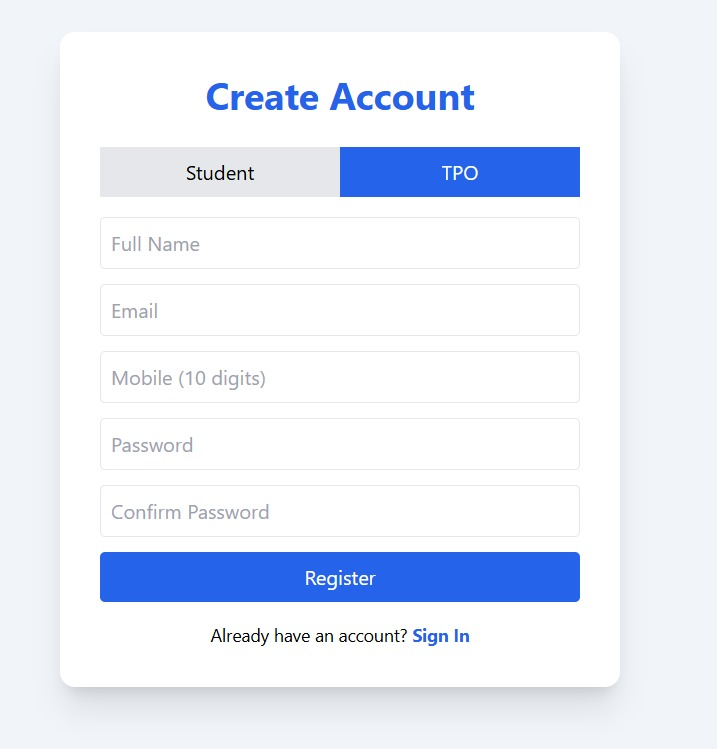 Create Account
Student TPO
Full Name
Email
Mobile (10 digits)
Password
Confirm Password
Register
Already have an account? Sign In